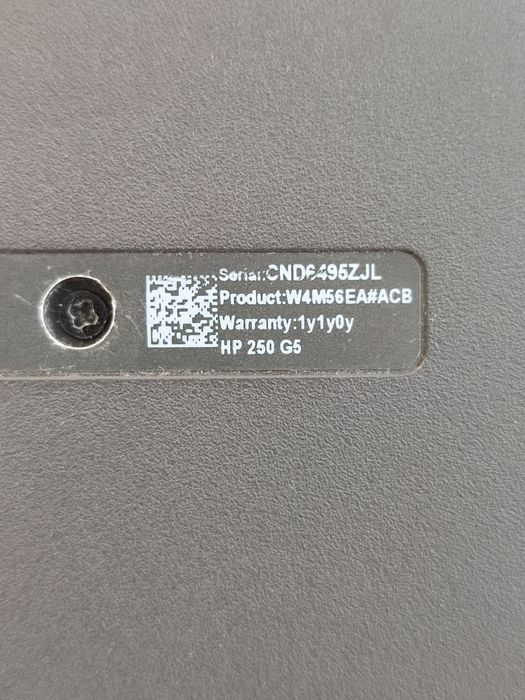 Serial:CND6495ZJL
Product:W4M56EA#ACB
Warranty:1y1y0y
HP 250 G5